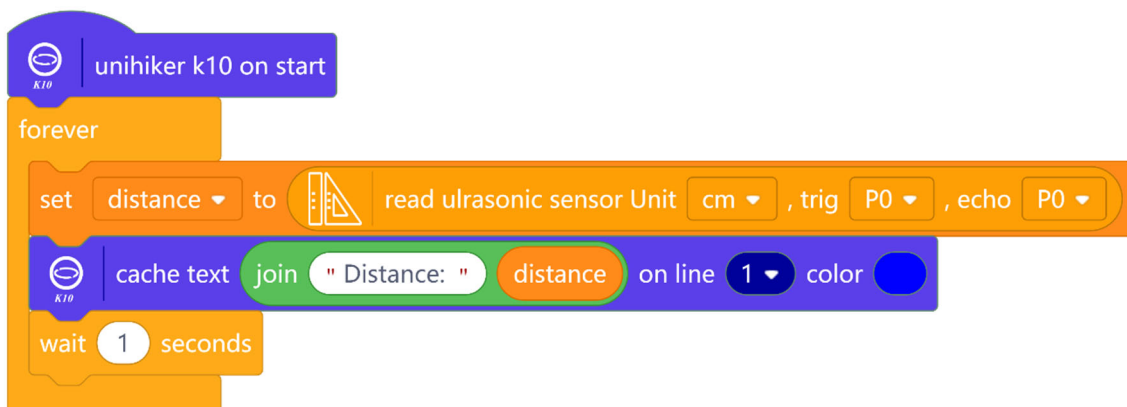 unihiker k10 on start
K10
forever
set distance to read ulrasonic sensor Unit cm , trig P0 , echo P0
cache text join " Distance: " distance on line 1 color
K10
wait 1 seconds